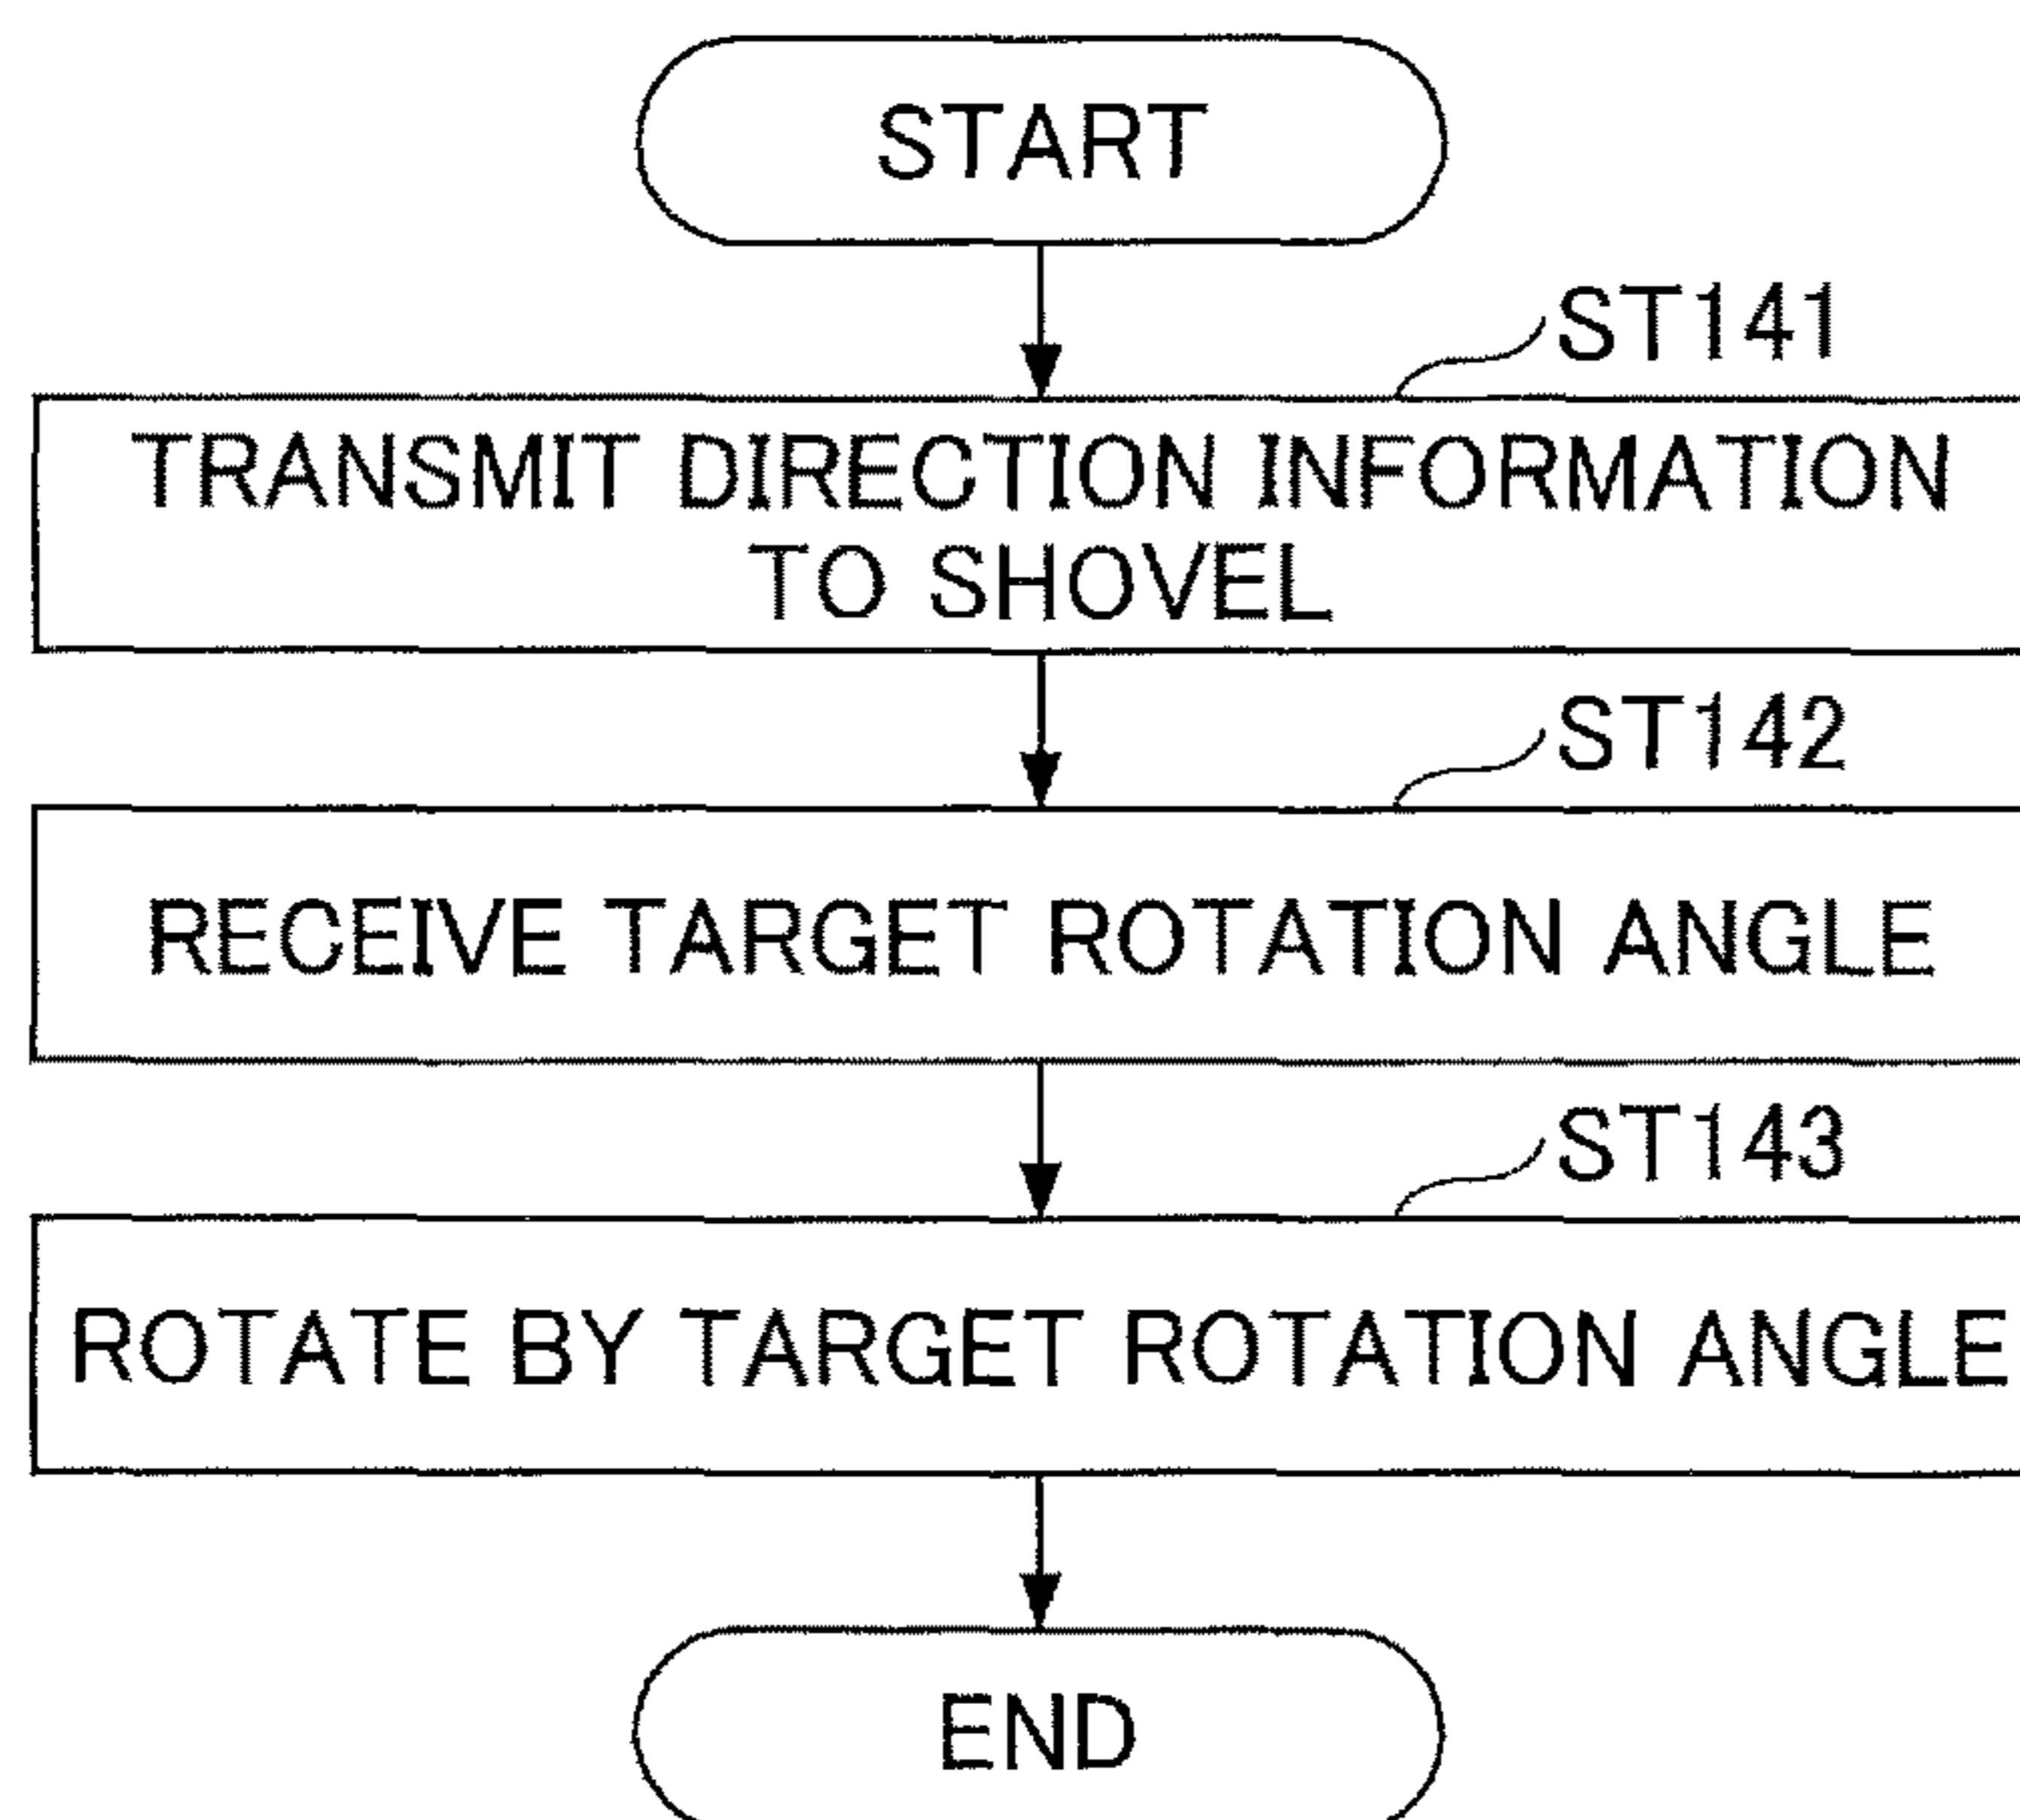 START
ST141
TRANSMIT DIRECTION INFORMATION
TO SHOVEL
ST142
RECEIVE TARGET ROTATION ANGLE
ST143
ROTATE BY TARGET ROTATION ANGLE
END